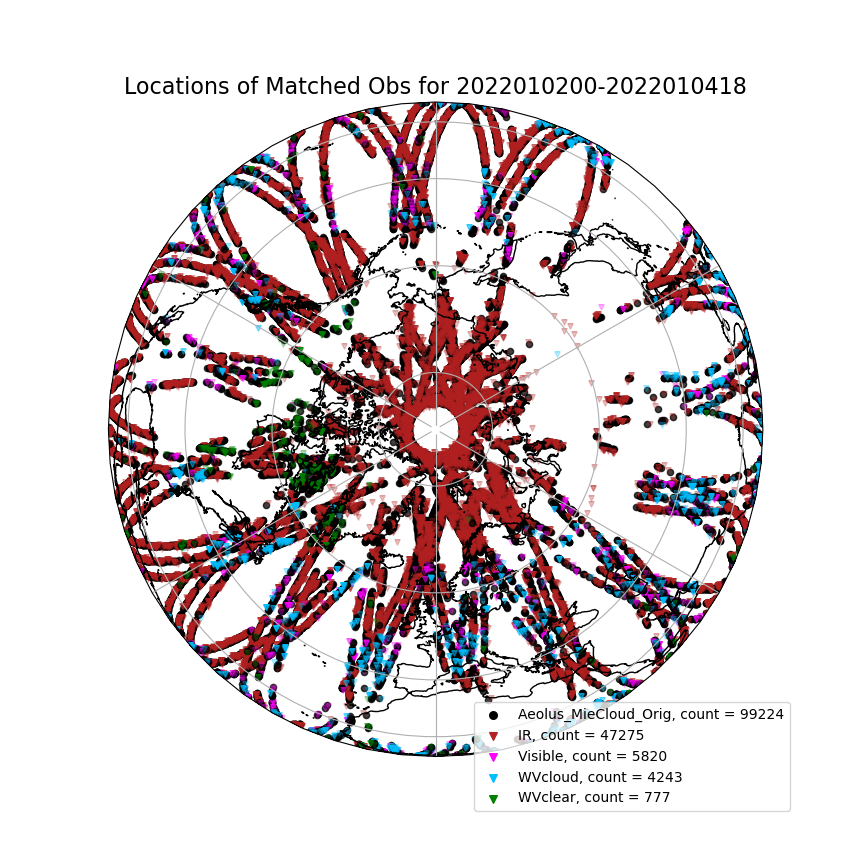 Locations of Matched Obs for 2022010200-2022010418
Aeolus_MieCloud_Orig, count = 99224
IR, count = 47275
Visible, count = 5820
WVcloud, count = 4243
WVclear, count = 777